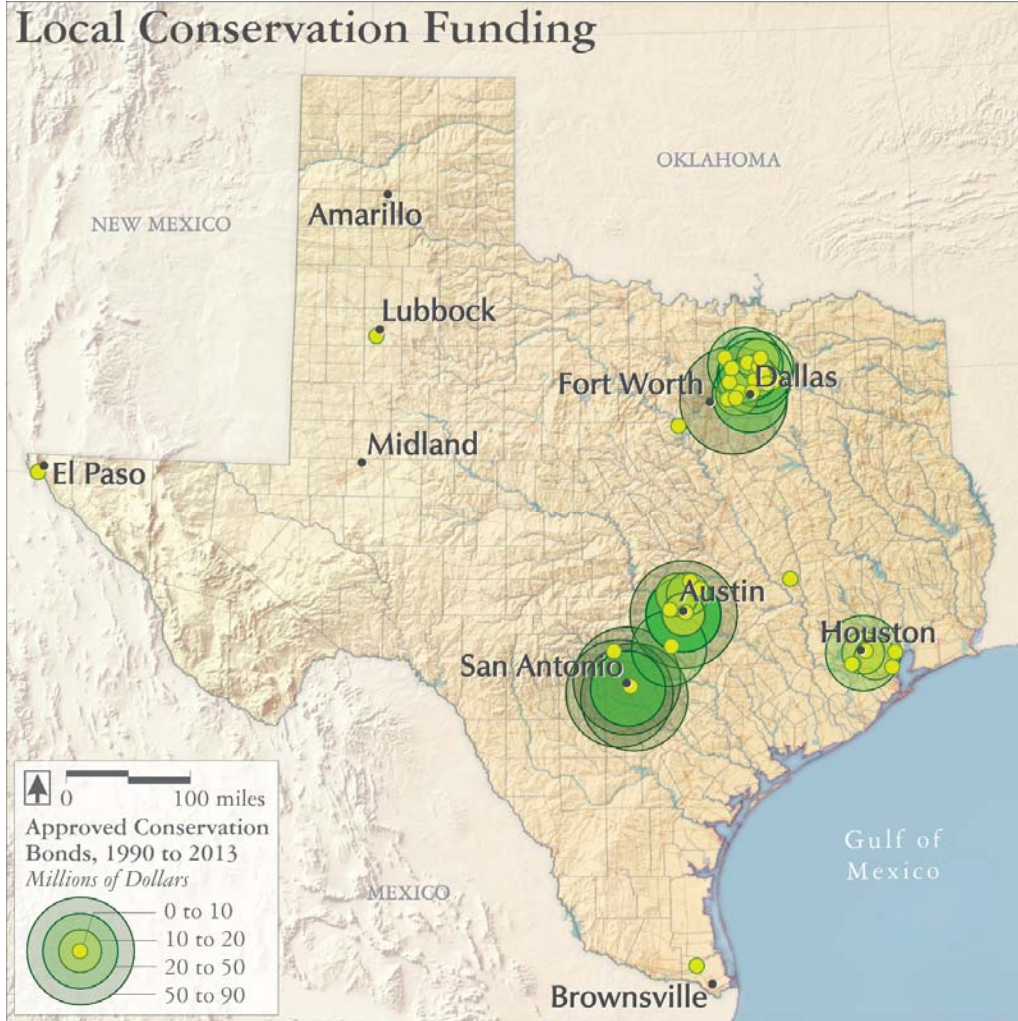 Local Conservation Funding
OKLAHOMA
NEW MEXICO
Amarillo
Lubbock
Fort Worth
Dallas
Midland
El Paso
Austin
Houston
San Antonio
0 100 miles
Approved Conservation
Bonds, 1990 to 2013
Millions of Dollars
0 to 10
10 to 20
20 to 50
50 to 90
Gulf of
Mexico
MEXICO
Brownsville